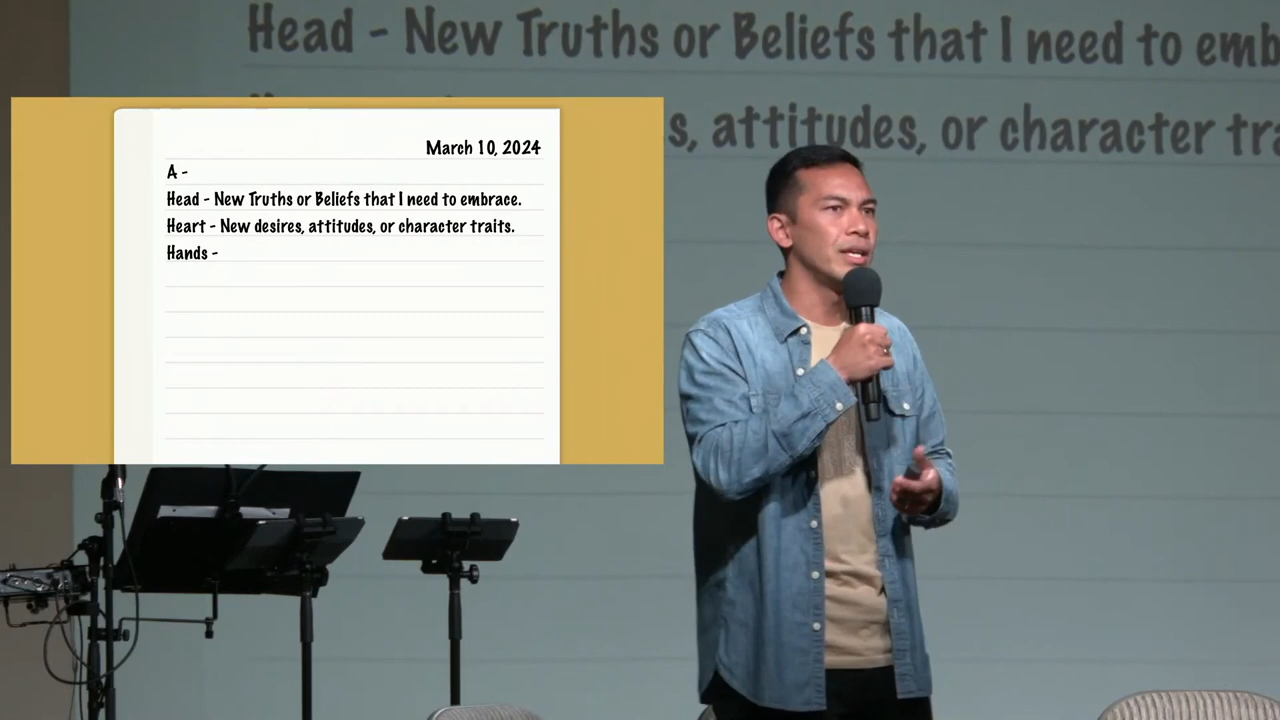 Head - New Truths or Beliefs that I need to emb
s, attitudes, or character tra
March 10, 2024
A -
Head - New Truths or Beliefs that I need to embrace.
Heart - New desires, attitudes, or character traits.
Hands -